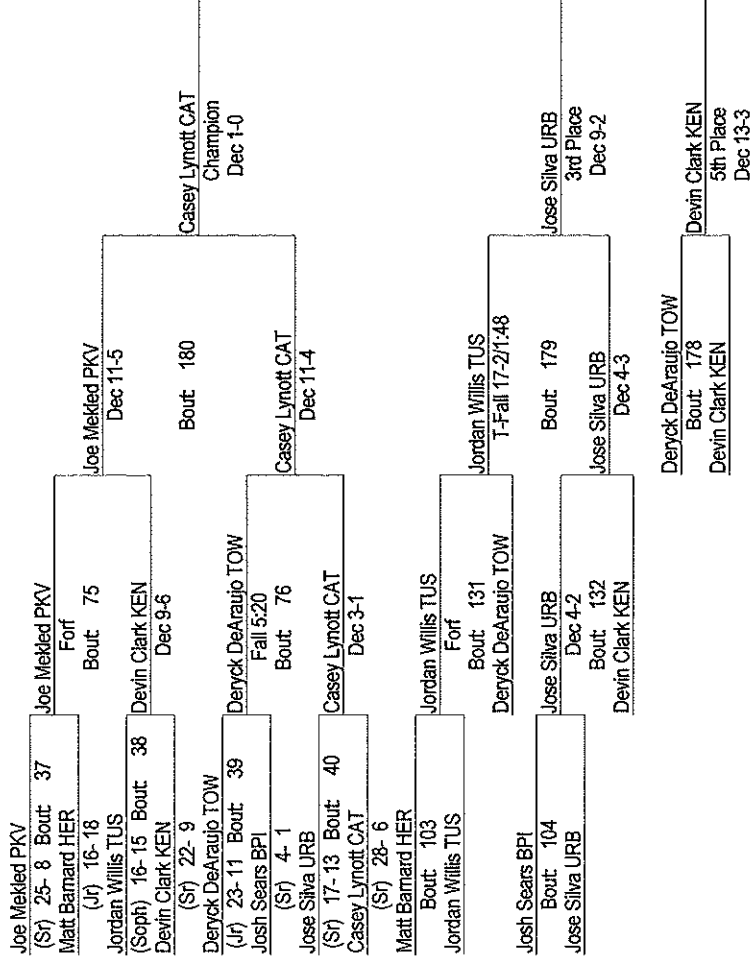 Joe Mekled PKV
(Sr) 25- 8 Bout: 37
Matt Barnard HER
(Jr) 16- 18
Jordan Willis TUS
(Soph) 16- 15 Bout: 38
Devin Clark KEN
(Sr) 22- 9
Deryck DeAraujo TOW
(Jr) 23- 11 Bout: 39
Josh Sears BPI
(Sr) 4- 1
Jose Silva URB
(Sr) 17- 13 Bout: 40
Casey Lynott CAT
(Sr) 28- 6
Matt Barnard HER
Bout: 103
Jordan Willis TUS
Josh Sears BPI
Bout: 104
Jose Silva URB
Joe Mekled PKV
Forf
Bout: 75
Devin Clark KEN
Dec 9-6
Deryck DeAraujo TOW
Fall 5:20
Bout: 76
Casey Lynott CAT
Dec 3-1
Jordan Willis TUS
Forf
Bout: 131
Deryck DeAraujo TOW
Jose Silva URB
Dec 4-2
Bout: 132
Devin Clark KEN
Joe Mekled PKV
Dec 11-5
Bout: 180
Casey Lynott CAT
Dec 11-4
Jordan Willis TUS
T-Fall 17-2/1:48
Bout: 179
Jose Silva URB
Dec 4-3
Deryck DeAraujo TOW
Bout: 178
Devin Clark KEN
Casey Lynott CAT
Champion
Dec 1-0
Jose Silva URB
3rd Place
Dec 9-2
Devin Clark KEN
5th Place
Dec 13-3